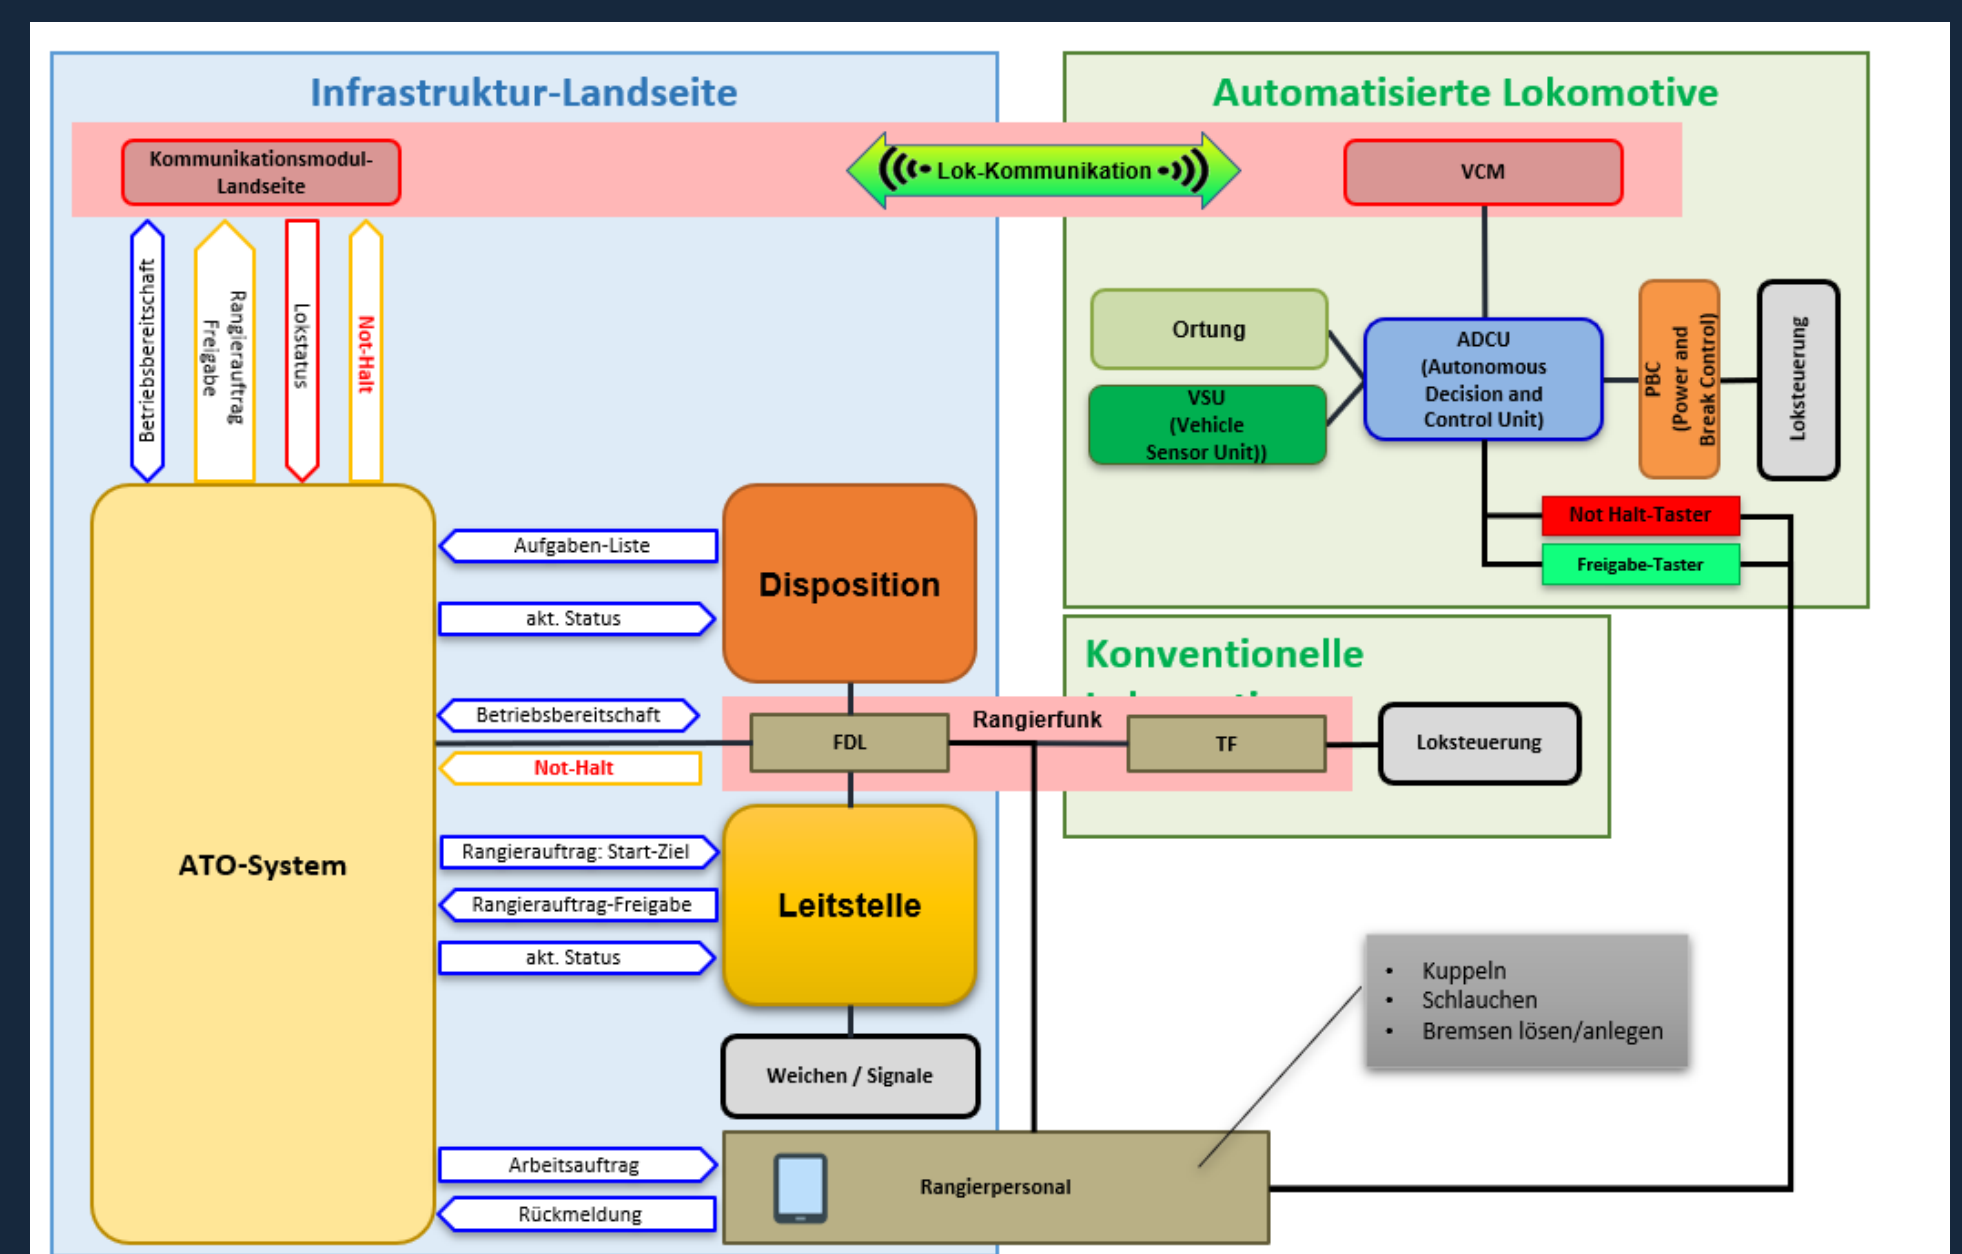 Infrastruktur-Landseite
Automatisierte Lokomotive
Kommunikationsmodul-
Landseite
Lok-Kommunikation
VCM
Betriebsbereitschaft
Rangierauftrag
Freigabe
Lokstatus
Not-Halt
Ortung
VSU
(Vehicle
Sensor Unit))
ADCU
(Autonomous
Decision and
Control Unit)
PBC
(Power and
Break Control)
Loksteuerung
Not Halt-Taster
Freigabe-Taster
Aufgaben-Liste
akt. Status
Disposition
Konventionelle
Betriebsbereitschaft
Not-Halt
FDL
Rangierfunk
TF
Loksteuerung
ATO-System
Rangierauftrag: Start-Ziel
Rangierauftrag-Freigabe
akt. Status
Leitstelle
• Kuppeln
• Schlauchen
• Bremsen lösen/anlegen
Weichen / Signale
Arbeitsauftrag
Rückmeldung
Rangierpersonal